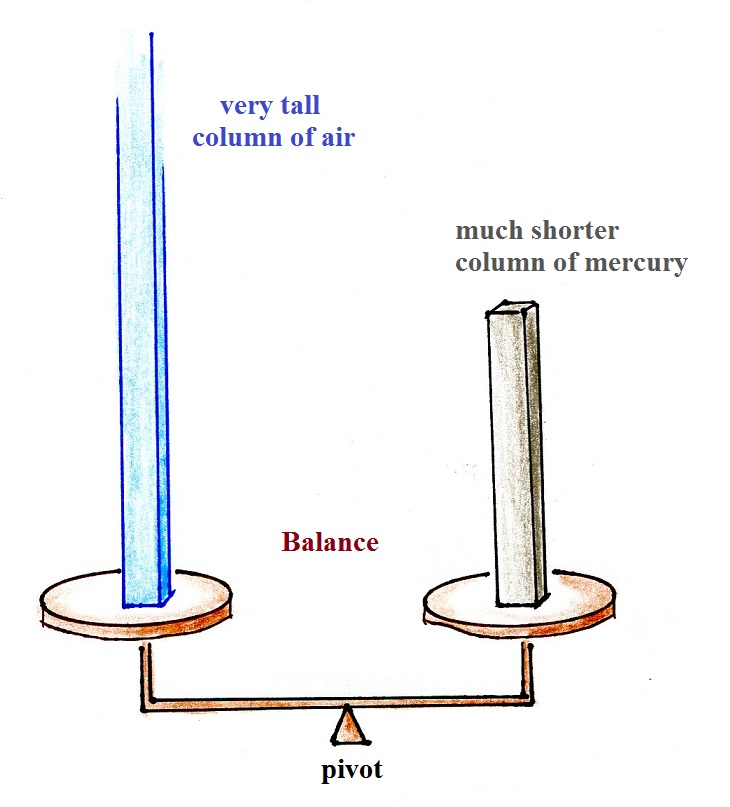 very tall
column of air
much shorter
column of mercury
Balance
pivot